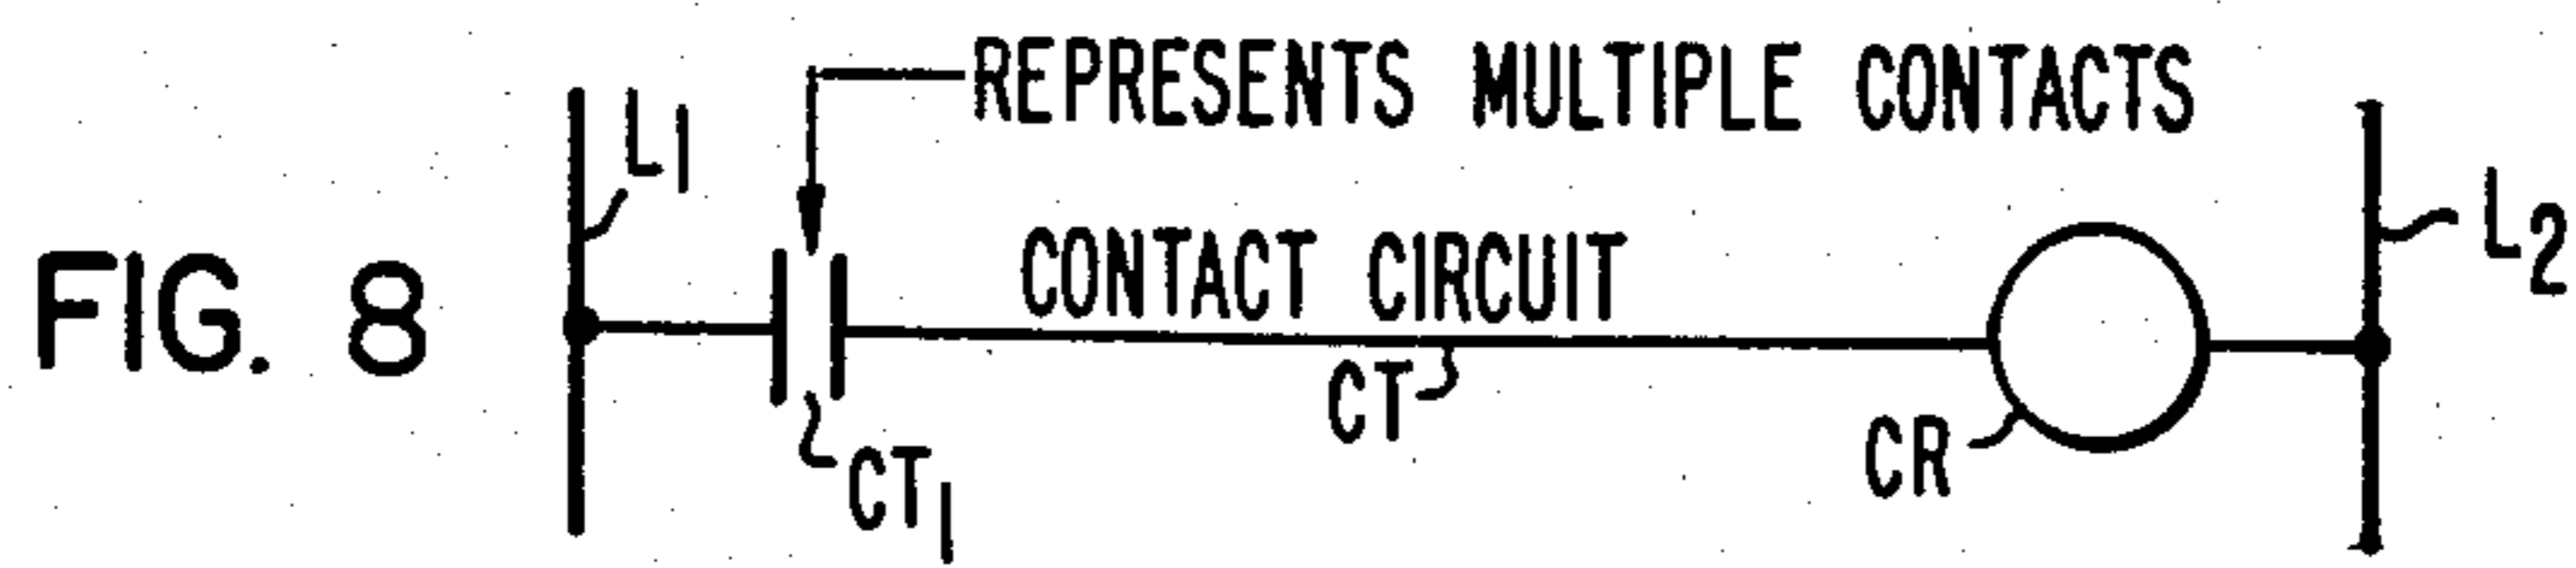 REPRESENTS MULTIPLE CONTACTS
L1
L2
FIG. 8
CONTACT CIRCUIT
CT
CR
CT1